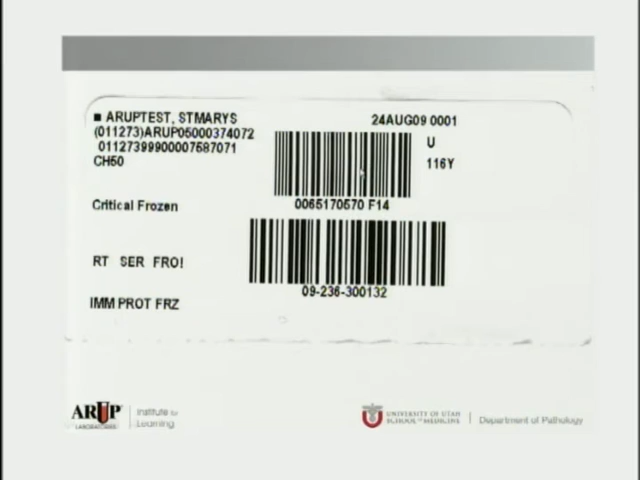 ■ ARUPTEST, STMARYS
24AUG09 0001
(011273)ARUP05000374072
01127399900007587071
U
CH50
116Y
Critical Frozen
0065170570 F14
RT SER FRO!
09-236-300132
IMM PROT FRZ
ARUP
LABORATORIES
Institute for
Learning
UNIVERSITY OF UTAH
SCHOOL OF MEDICINE
Department of Pathology